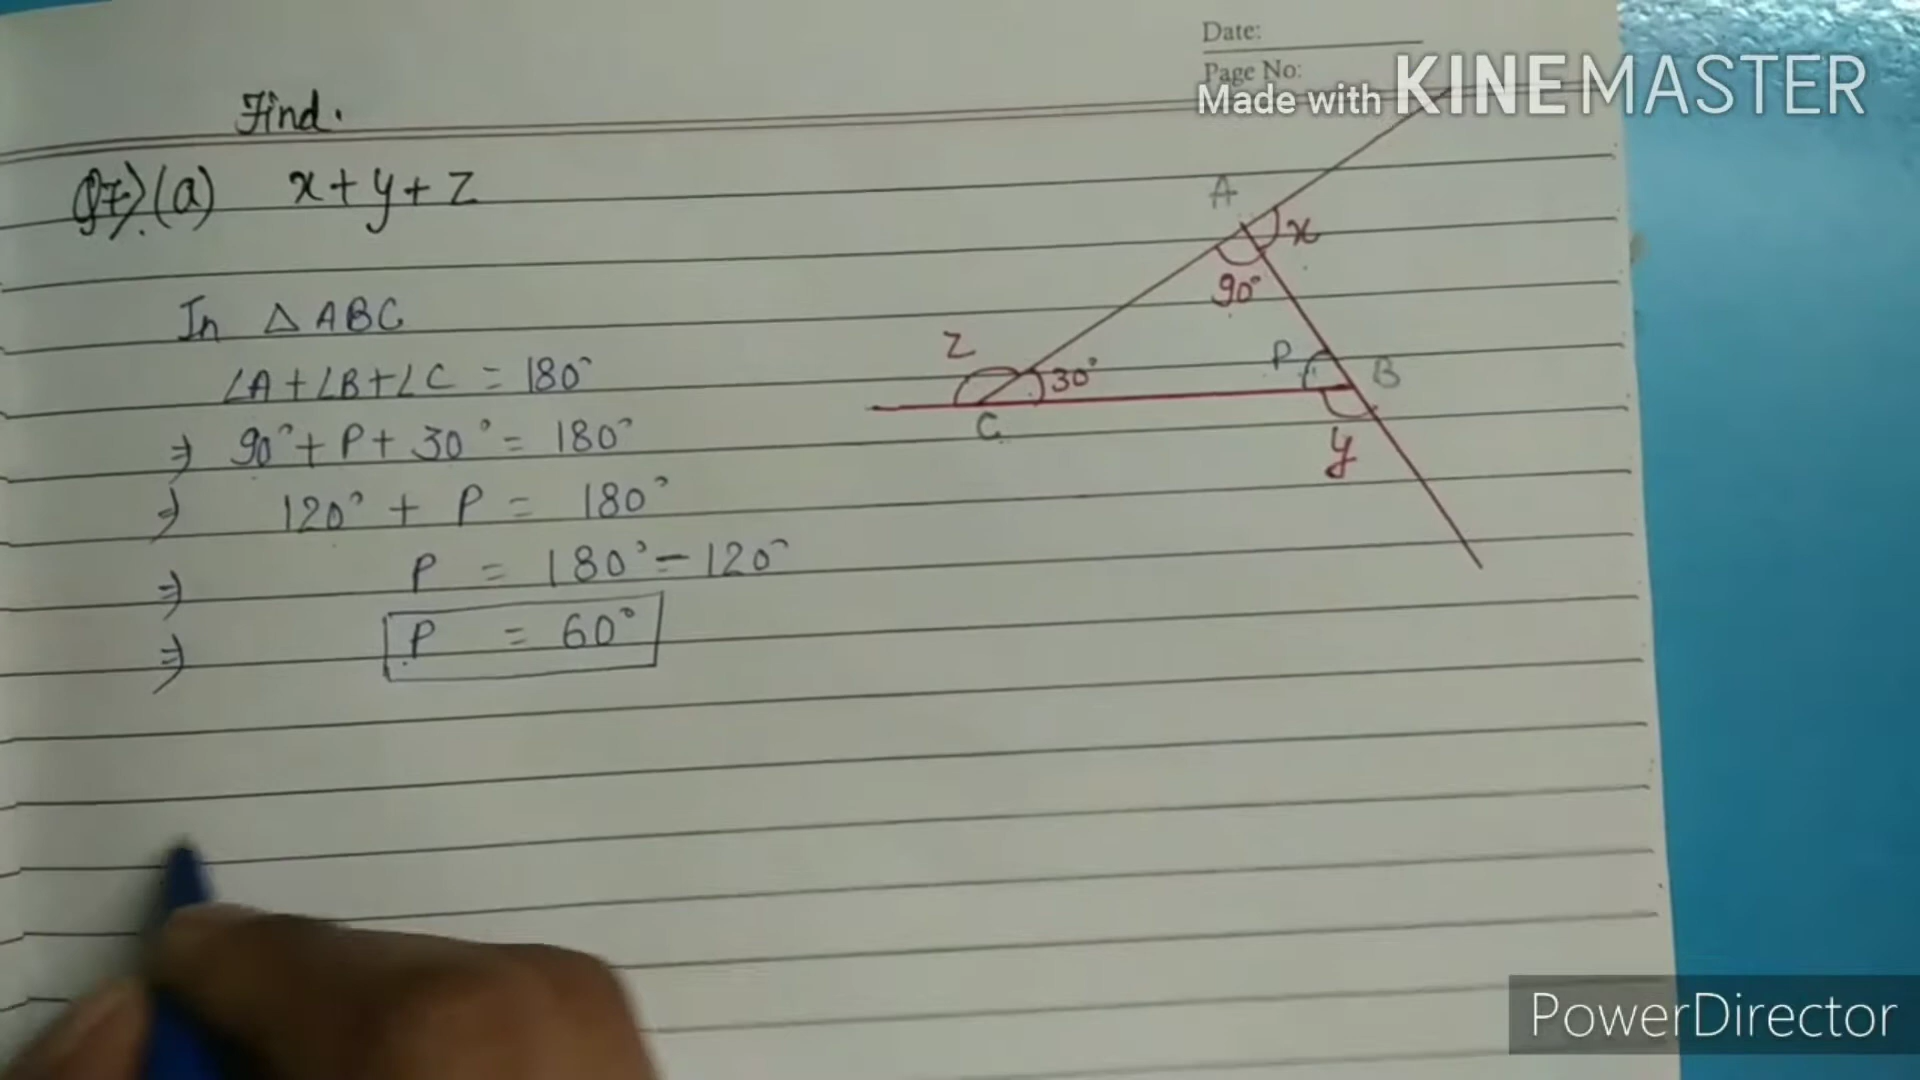 Date:
Page No:
Made with KINEMASTER
Find.
Q7).(a) x+y+z
In △ABC
∠A+∠B+∠C = 180°
⇒ 90°+P+30° = 180°
⇒ 120° + P = 180°
⇒ P = 180° - 120°
⇒ P = 60°
A
x
90°
z
30°
P
B
C
y
PowerDirector